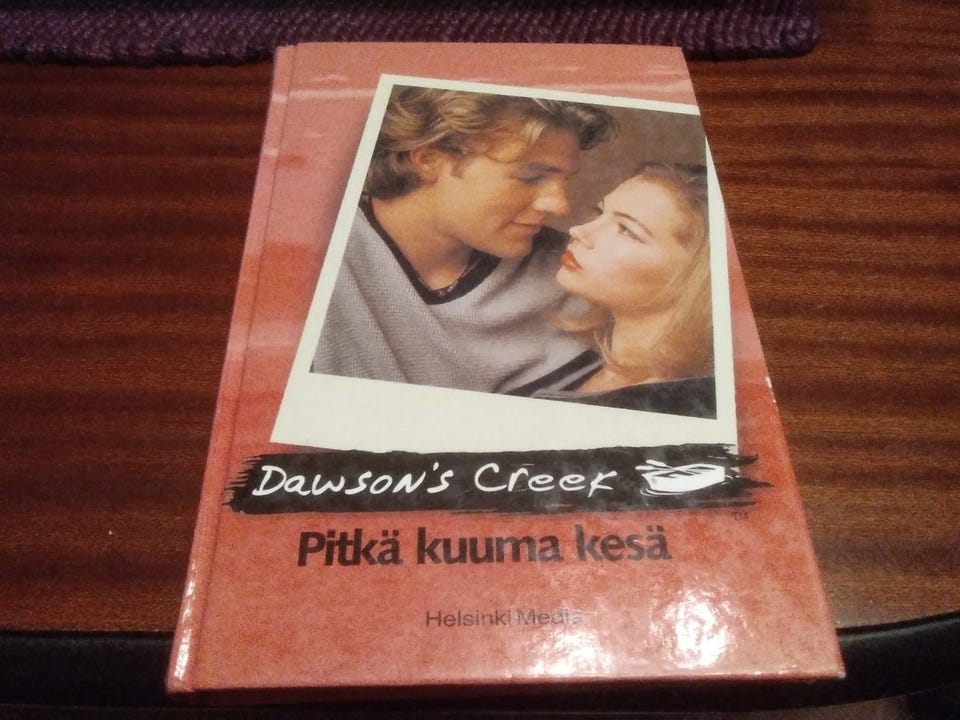 Dawson's Creek
TM
Pitkä kuuma kesä
Helsinki Media